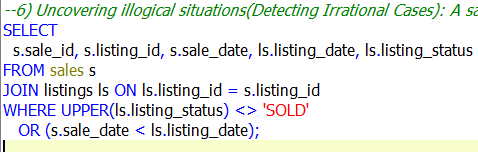 --6) Uncovering illogical situations(Detecting Irrational Cases): A sa
SELECT
s.sale_id, s.listing_id, s.sale_date, ls.listing_date, ls.listing_status
FROM sales s
JOIN listings ls ON ls.listing_id = s.listing_id
WHERE UPPER(ls.listing_status) <> 'SOLD'
OR (s.sale_date < ls.listing_date);